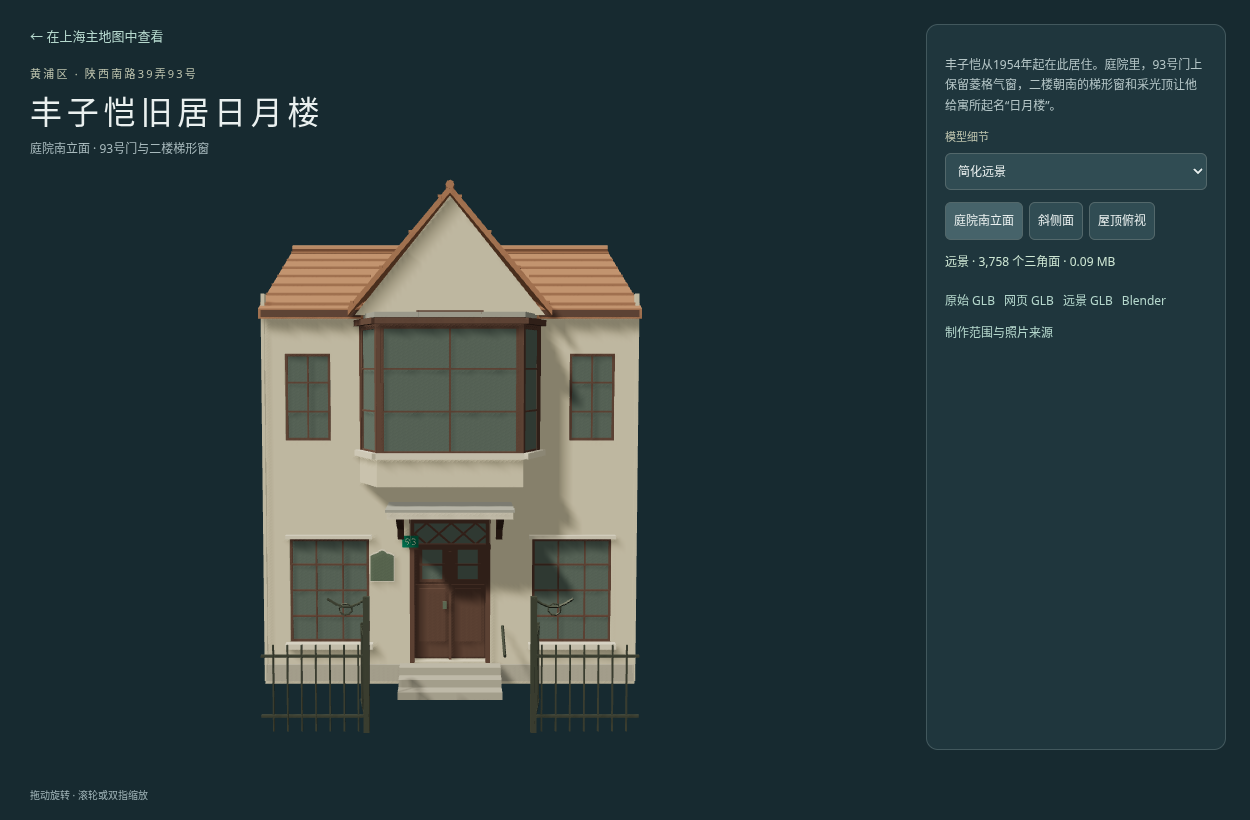 ← 在上海主地图中查看
黄浦区 · 陕西南路39弄93号
丰子恺旧居日月楼
庭院南立面 · 93号门与二楼梯形窗
丰子恺从1954年起在此居住。庭院里，93号门上
保留菱格气窗，二楼朝南的梯形窗和采光顶让他
给寓所起名“日月楼”。
模型细节
简化远景
庭院南立面 斜侧面 屋顶俯视
远景 · 3,758 个三角面 · 0.09 MB
原始 GLB 网页 GLB 远景 GLB Blender
制作范围与照片来源
93
拖动旋转 · 滚轮或双指缩放